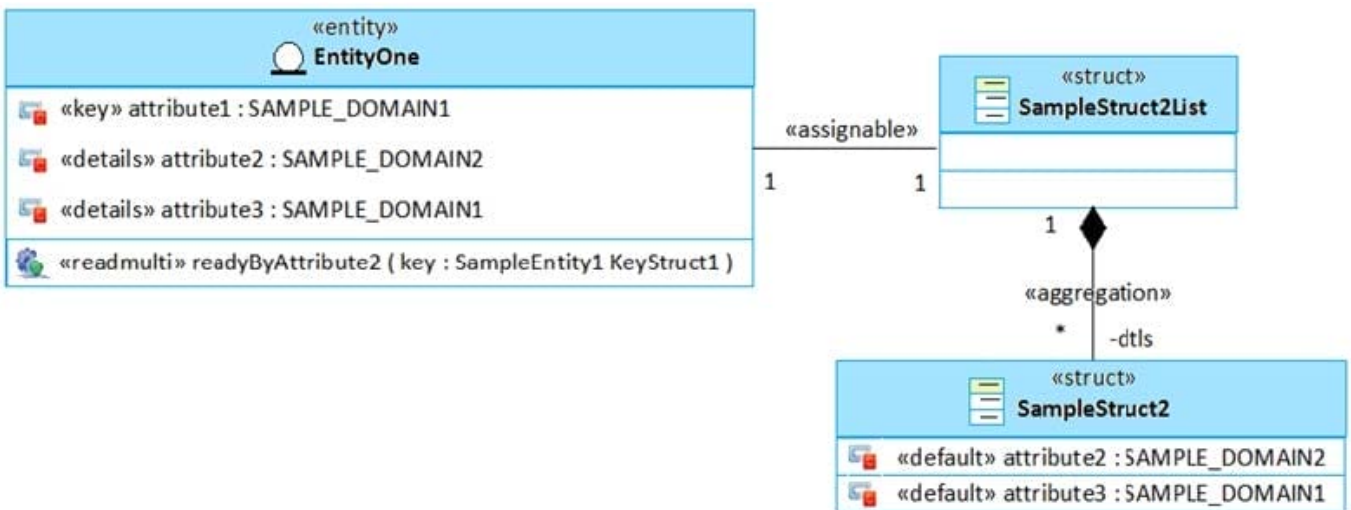 «entity»
EntityOne
«key» attribute1 : SAMPLE_DOMAIN1
«details» attribute2 : SAMPLE_DOMAIN2
«details» attribute3 : SAMPLE_DOMAIN1
«readmulti» readyByAttribute2 ( key : SampleEntity1 KeyStruct1 )
«assignable»
1
1
«struct»
SampleStruct2List
1
«aggregation»
*
-dtls
«struct»
SampleStruct2
«default» attribute2 : SAMPLE_DOMAIN2
«default» attribute3 : SAMPLE_DOMAIN1